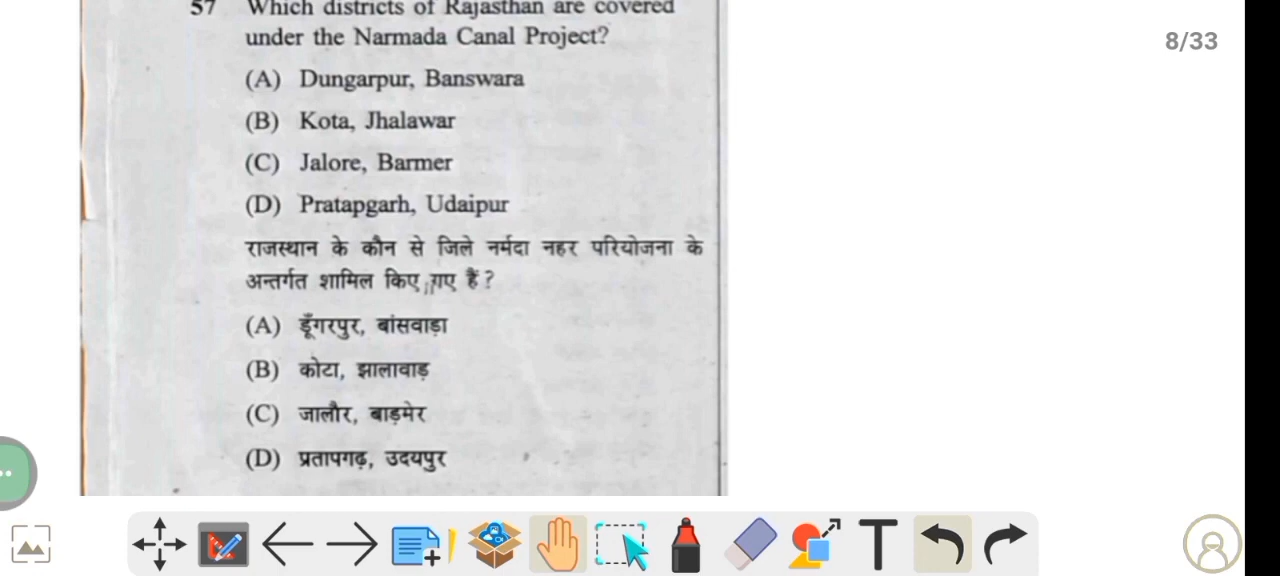 57 Which districts of Rajasthan are covered
under the Narmada Canal Project?
(A) Dungarpur, Banswara
(B) Kota, Jhalawar
(C) Jalore, Barmer
(D) Pratapgarh, Udaipur
राजस्थान के कौन से जिले नर्मदा नहर परियोजना के
अन्तर्गत शामिल किए गए हैं?
(A) डूँगरपुर, बांसवाड़ा
(B) कोटा, झालावाड़
(C) जालौर, बाड़मेर
(D) प्रतापगढ़, उदयपुर
8/33
T